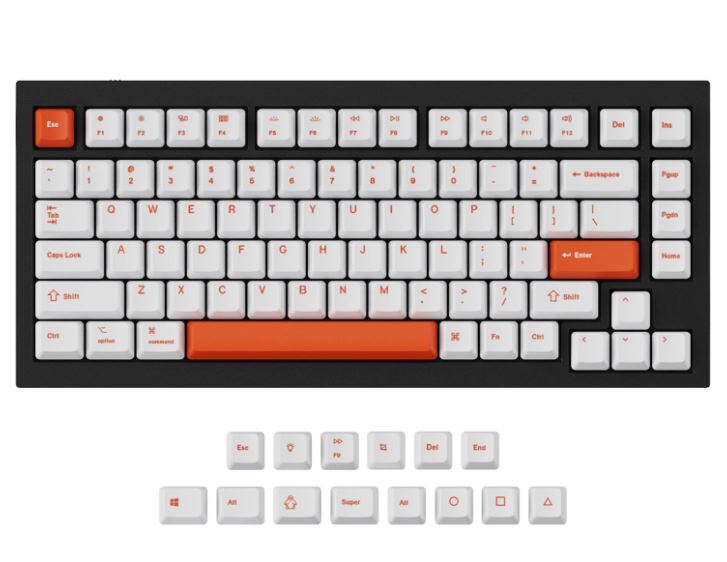 Esc F1 F2 F3 F4 F5 F6 F7 F8 F9 F10 F11 F12 Del Ins
~ ! @ # $ % ^ & * ( ) - +
` 1 2 3 4 5 6 7 8 9 0 - = ← Backspace Pgup
Tab Q W E R T Y U I O P { } |
[ ] \ Pgdn
Caps Lock A S D F G H J K L : " Enter Home
; '
Shift Z X C V B N M < > ? Shift ^
, . /
Ctrl ⌥ option ⌘ command ⌘ Fn Ctrl < ⌄ >
Esc F9 Del End
Alt Super Alt